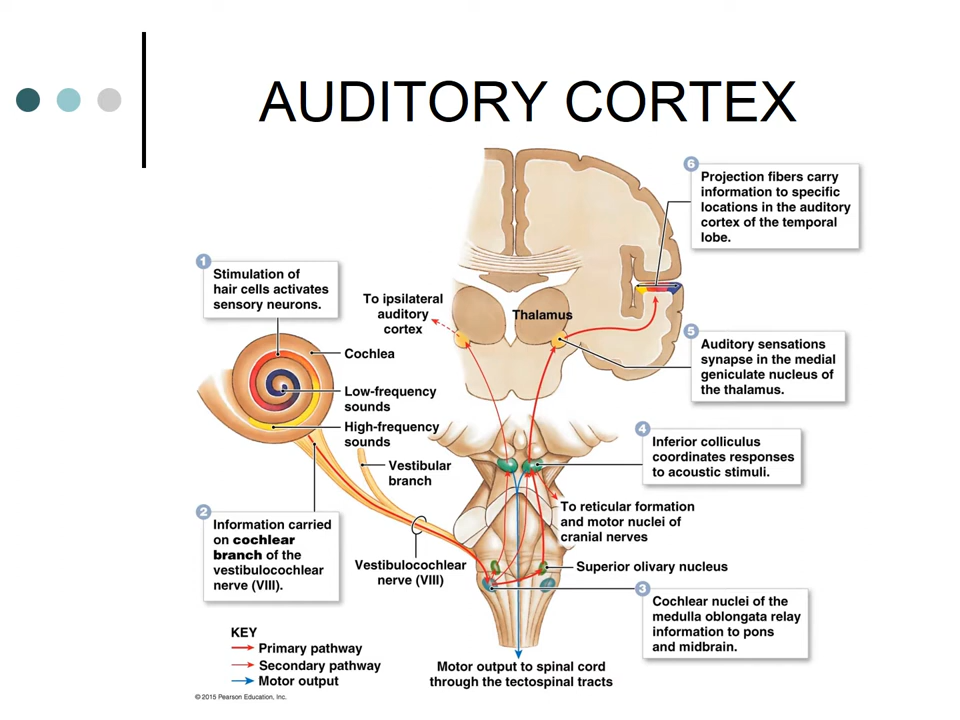 AUDITORY CORTEX
6
Projection fibers carry
information to specific
locations in the auditory
cortex of the temporal
lobe.
1
Stimulation of
hair cells activates
sensory neurons.
To ipsilateral
auditory
cortex
Thalamus
5
Auditory sensations
synapse in the medial
geniculate nucleus of
the thalamus.
Cochlea
Low-frequency
sounds
High-frequency
sounds
4
Inferior colliculus
coordinates responses
to acoustic stimuli.
Vestibular
branch
To reticular formation
and motor nuclei of
cranial nerves
2
Information carried
on cochlear
branch of the
vestibulocochlear
nerve (VIII).
Vestibulocochlear
nerve (VIII)
Superior olivary nucleus
3
Cochlear nuclei of the
medulla oblongata relay
information to pons
and midbrain.
KEY
Primary pathway
Secondary pathway
Motor output
Motor output to spinal cord
through the tectospinal tracts
© 2015 Pearson Education, Inc.